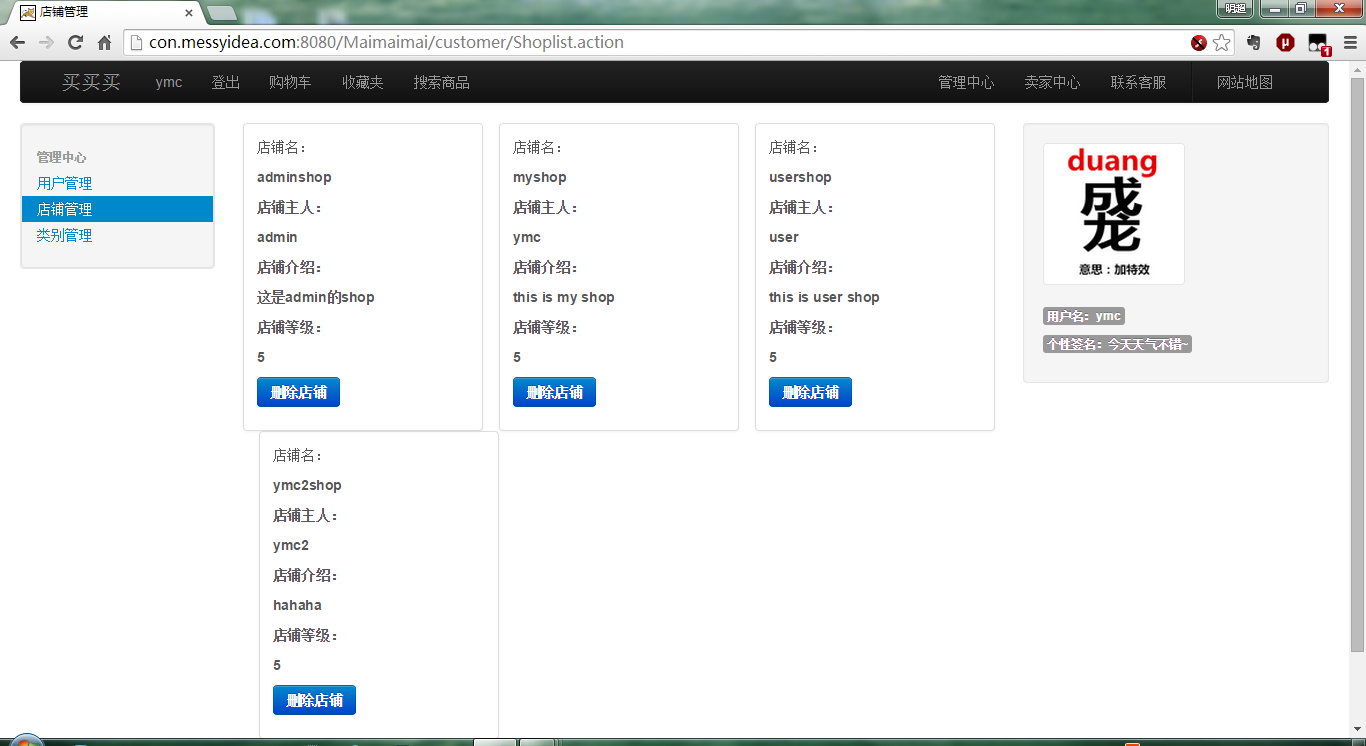 店铺管理
明超
con.messyidea.com:8080/Maimaimai/customer/Shoplist.action
1
买买买 ymc 登出 购物车 收藏夹 搜索商品 管理中心 卖家中心 联系客服 网站地图
管理中心
用户管理
店铺管理
类别管理
店铺名：
adminshop
店铺主人：
admin
店铺介绍：
这是admin的shop
店铺等级：
5
删除店铺
店铺名：
myshop
店铺主人：
ymc
店铺介绍：
this is my shop
店铺等级：
5
删除店铺
店铺名：
usershop
店铺主人：
user
店铺介绍：
this is user shop
店铺等级：
5
删除店铺
店铺名：
ymc2shop
店铺主人：
ymc2
店铺介绍：
hahaha
店铺等级：
5
删除店铺
duang
成
龙
意思：加特效
用户名：ymc
个性签名：今天天气不错~